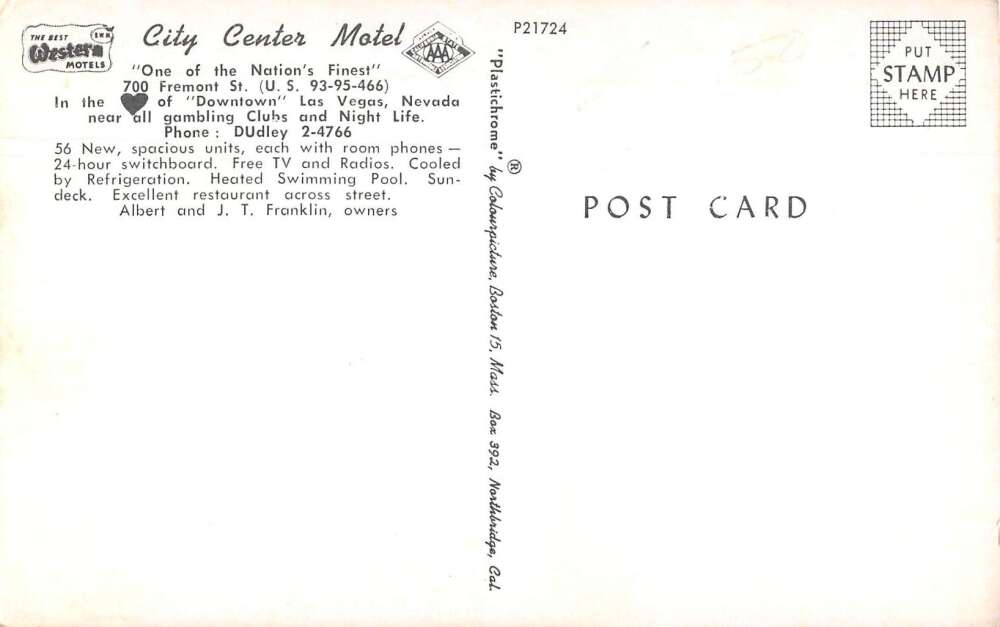 THE BEST
Western
MOTELS
City Center Motel
AAA
"One of the Nation's Finest"
700 Fremont St. (U. S. 93-95-466)
In the of "Downtown" Las Vegas, Nevada
near all gambling Clubs and Night Life.
Phone : DUdley 2-4766
56 New, spacious units, each with room phones —
24-hour switchboard. Free TV and Radios. Cooled
by Refrigeration. Heated Swimming Pool. Sun-
deck. Excellent restaurant across street.
Albert and J. T. Franklin, owners
"Plastichrome" ® by Colourpicture, Boston 15, Mass. Box 392, Northbridge, Cal.
P21724
PUT
STAMP
HERE
POST CARD